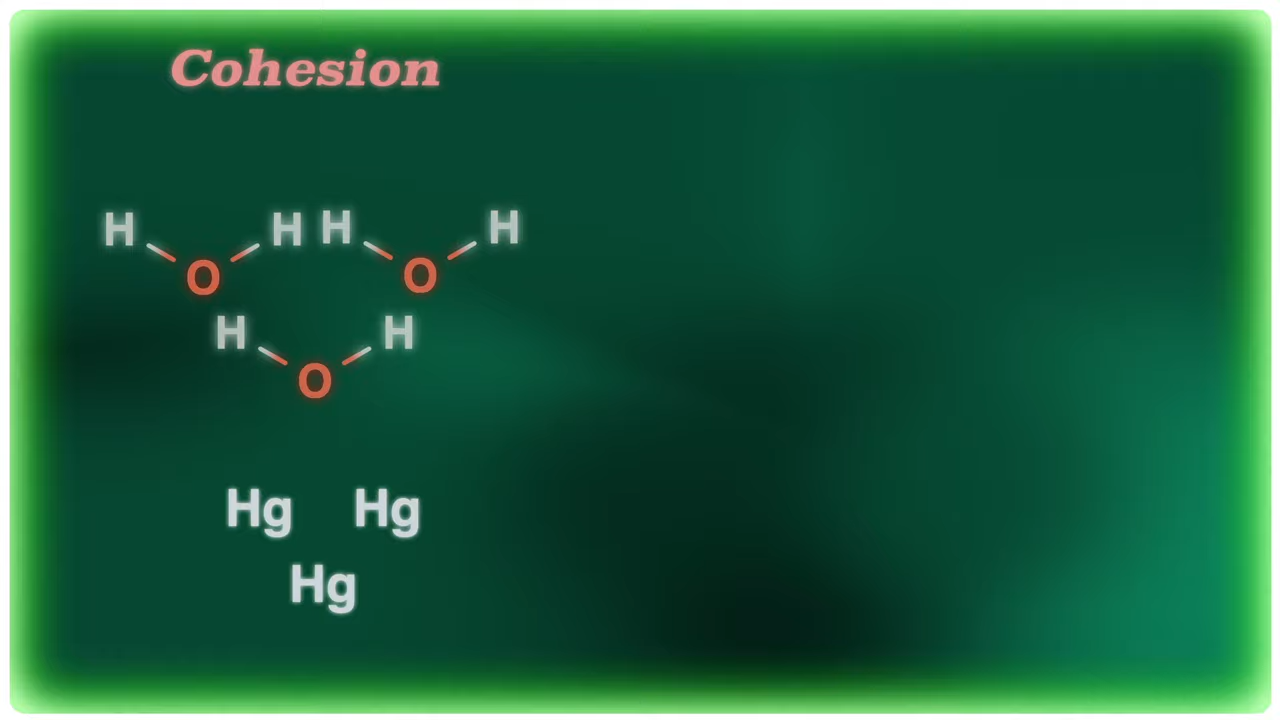 Cohesion
H H H H
O O
H H
O
Hg Hg
Hg